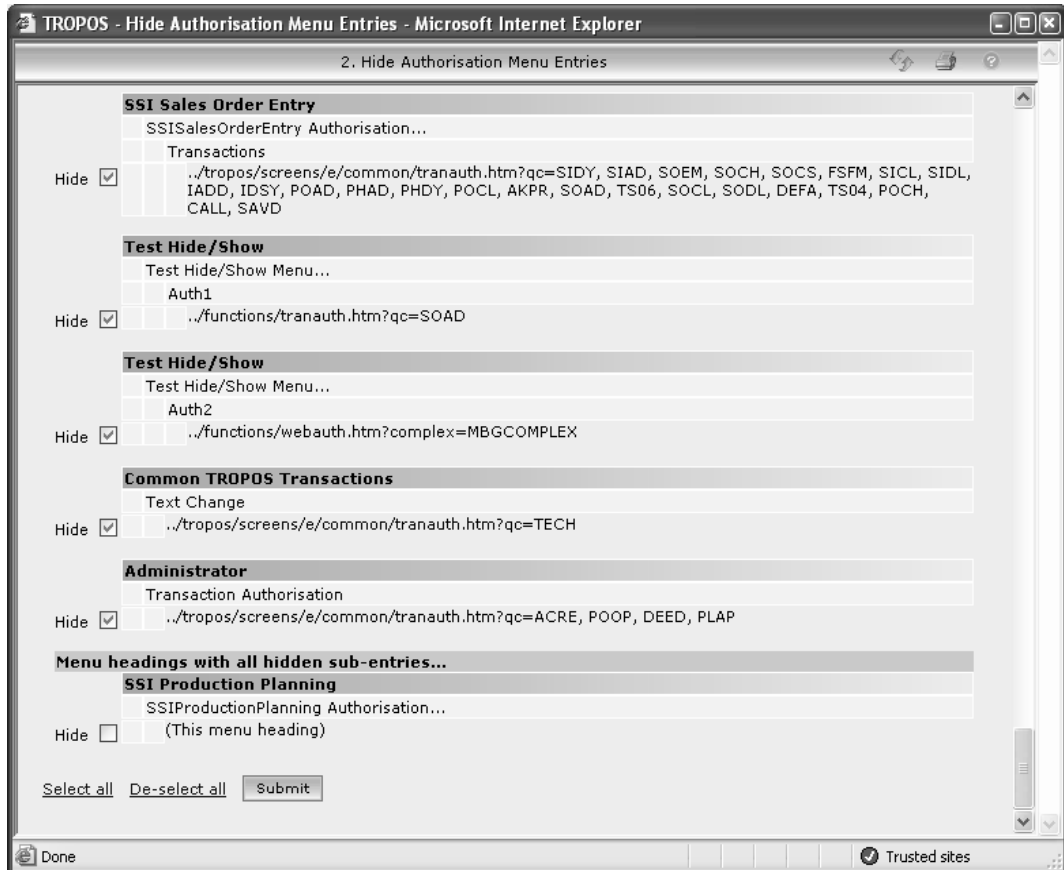 TROPOS - Hide Authorisation Menu Entries - Microsoft Internet Explorer
2. Hide Authorisation Menu Entries
SSI Sales Order Entry
SSISalesOrderEntry Authorisation...
Transactions
Hide ../tropos/screens/e/common/tranauth.htm?qc=SIDY, SIAD, SOEM, SOCH, SOCS, FSFM, SICL, SIDL,
IADD, IDSY, POAD, PHAD, PHDY, POCL, AKPR, SOAD, TS06, SOCL, SODL, DEFA, TS04, POCH,
CALL, SAVD
Test Hide/Show
Test Hide/Show Menu...
Auth1
Hide ../functions/tranauth.htm?qc=SOAD
Test Hide/Show
Test Hide/Show Menu...
Auth2
Hide ../functions/webauth.htm?complex=MBGCOMPLEX
Common TROPOS Transactions
Text Change
Hide ../tropos/screens/e/common/tranauth.htm?qc=TECH
Administrator
Transaction Authorisation
Hide ../tropos/screens/e/common/tranauth.htm?qc=ACRE, POOP, DEED, PLAP
Menu headings with all hidden sub-entries...
SSI Production Planning
SSIProductionPlanning Authorisation...
Hide (This menu heading)
Select all De-select all Submit
Done Trusted sites